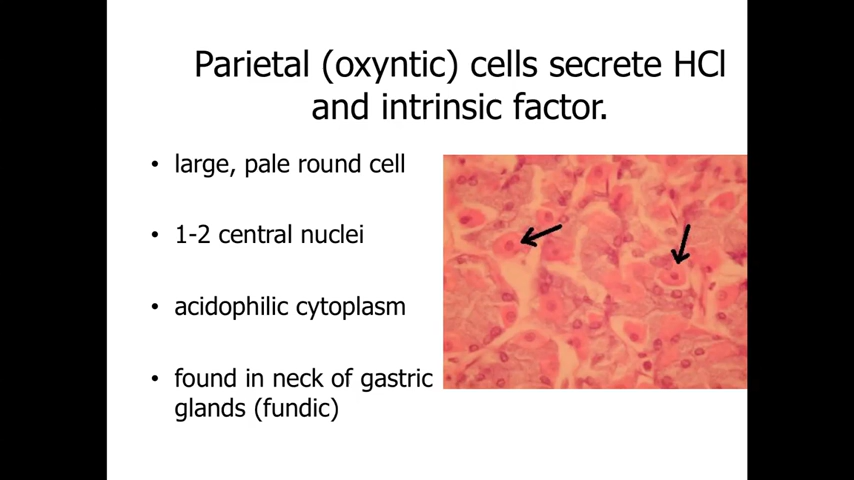 Parietal (oxyntic) cells secrete HCl
and intrinsic factor.
• large, pale round cell
• 1-2 central nuclei
• acidophilic cytoplasm
• found in neck of gastric
glands (fundic)